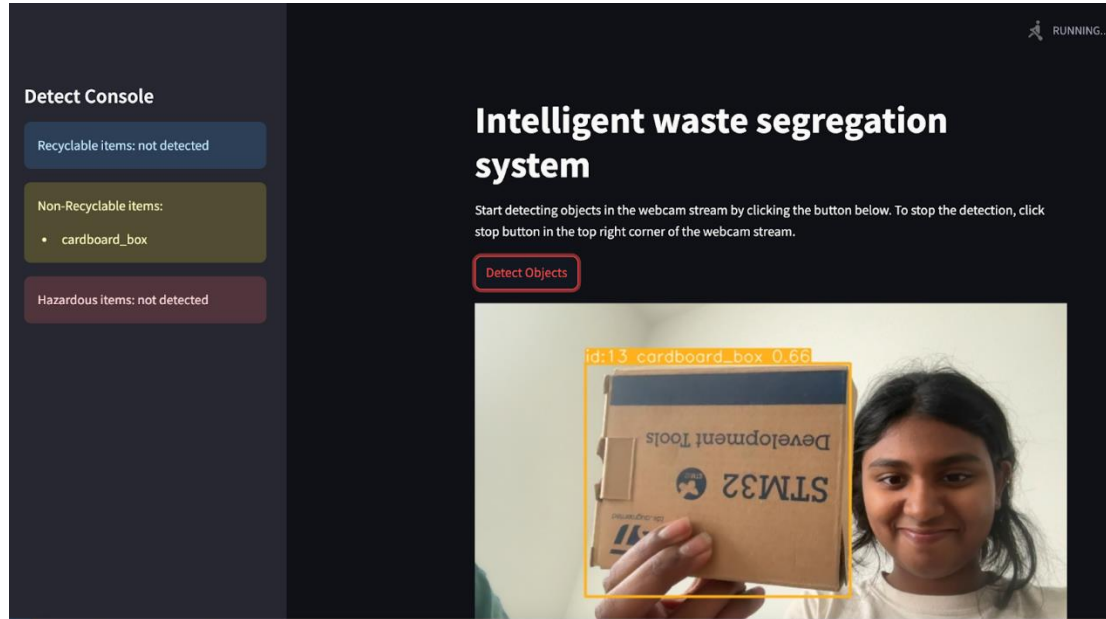 RUNNING...
Detect Console
Recyclable items: not detected
Non-Recyclable items:
• cardboard_box
Hazardous items: not detected
Intelligent waste segregation
system
Start detecting objects in the webcam stream by clicking the button below. To stop the detection, click
stop button in the top right corner of the webcam stream.
Detect Objects
id:13 cardboard_box 0.66
Development Tools
STM32